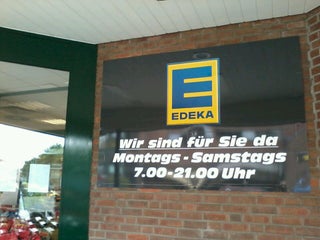 E
EDEKA
Wir sind für Sie da
Montags - Samstags
7.00-21.00 Uhr